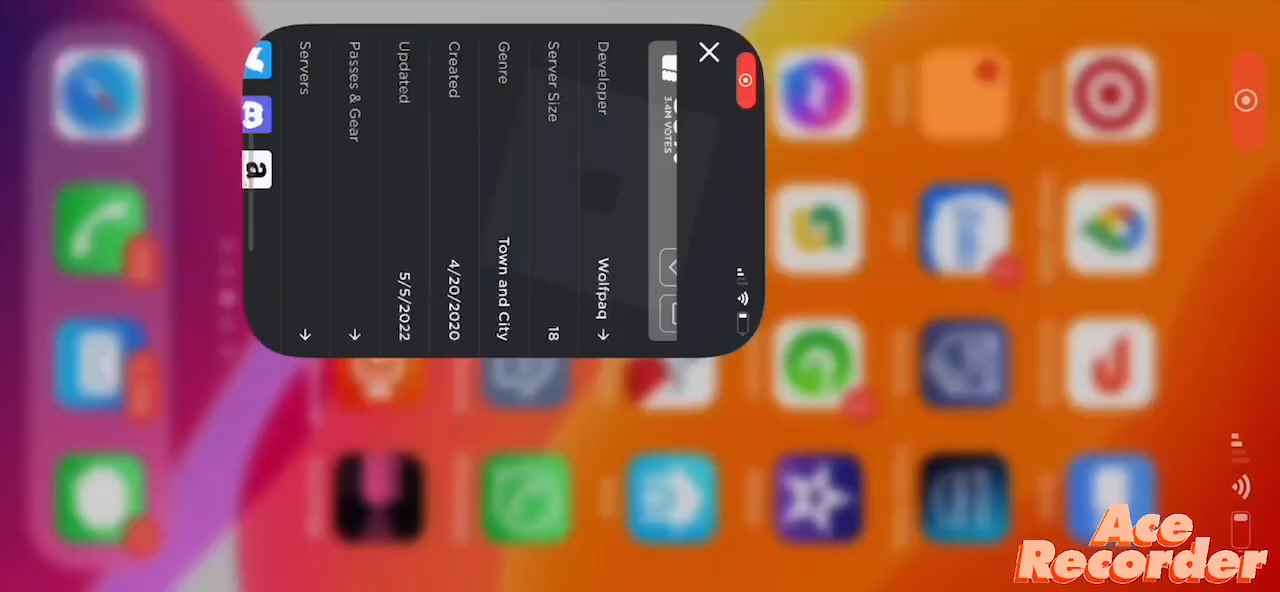 3.4M VOTES
Developer Wolfpaq
Server Size 18
Genre Town and City
Created 4/20/2020
Updated 5/5/2022
Passes & Gear
Servers
a
Ace
Recorder